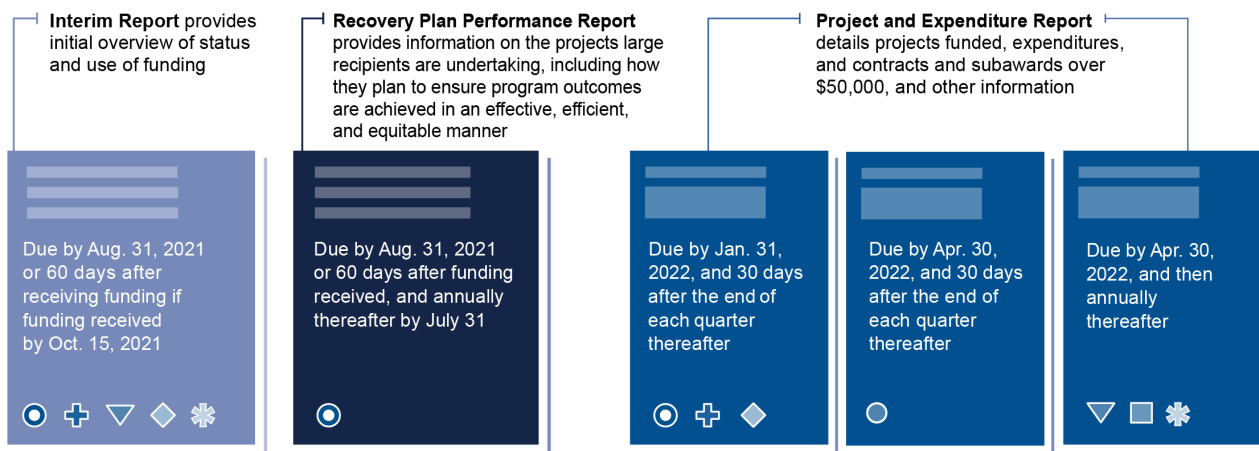 Interim Report provides
initial overview of status
and use of funding
Recovery Plan Performance Report
provides information on the projects large
recipients are undertaking, including how
they plan to ensure program outcomes
are achieved in an effective, efficient,
and equitable manner
Project and Expenditure Report
details projects funded, expenditures,
and contracts and subawards over
$50,000, and other information
Due by Aug. 31, 2021
or 60 days after
receiving funding if
funding received
by Oct. 15, 2021
Due by Aug. 31, 2021
or 60 days after funding
received, and annually
thereafter by July 31
Due by Jan. 31,
2022, and 30 days
after the end of
each quarter
thereafter
Due by Apr. 30,
2022, and 30 days
after the end of
each quarter
thereafter
Due by Apr. 30,
2022, and then
annually
thereafter